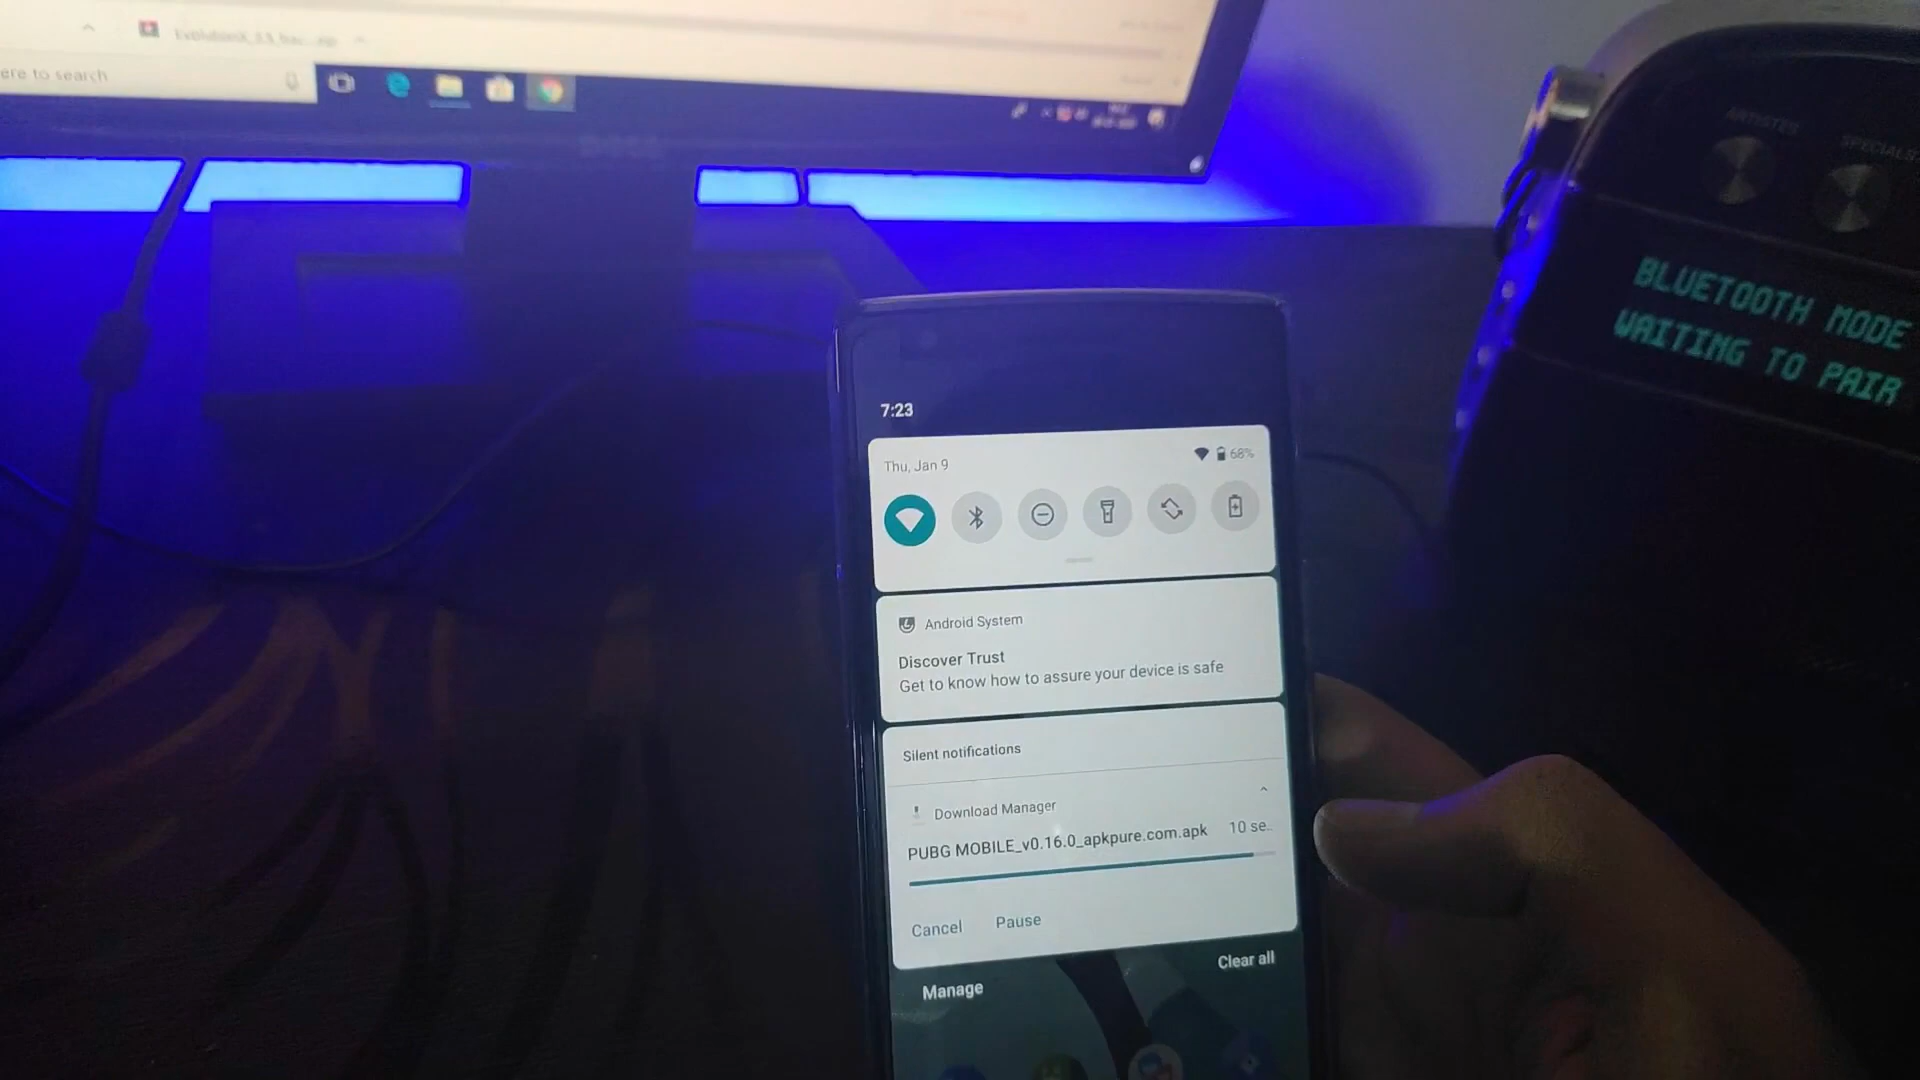 ere to search
ARTISTES
SPECIALS
BLUETOOTH MODE
WAITING TO PAIR
7:23
Thu, Jan 9
68%
Android System
Discover Trust
Get to know how to assure your device is safe
Silent notifications
Download Manager
PUBG MOBILE_v0.16.0_apkpure.com.apk 10 se..
Cancel Pause
Manage
Clear all